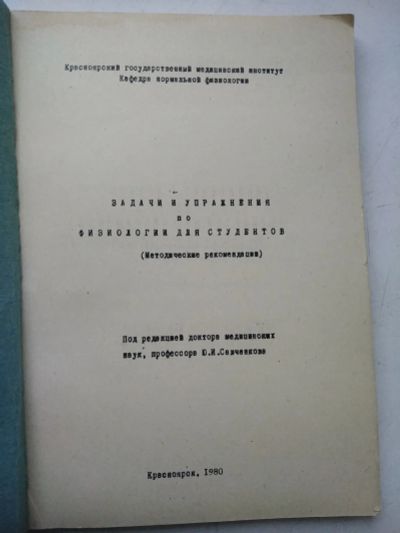 Красноярский государственный медицинский институт
Кафедра нормальной физиологии
ЗАДАЧИ И УПРАЖНЕНИЯ
по
ФИЗИОЛОГИИ ДЛЯ СТУДЕНТОВ
(Методические рекомендации)
Под редакцией доктора медицинских
наук, профессора Ю.И.Савченкова
Красноярск, 1980